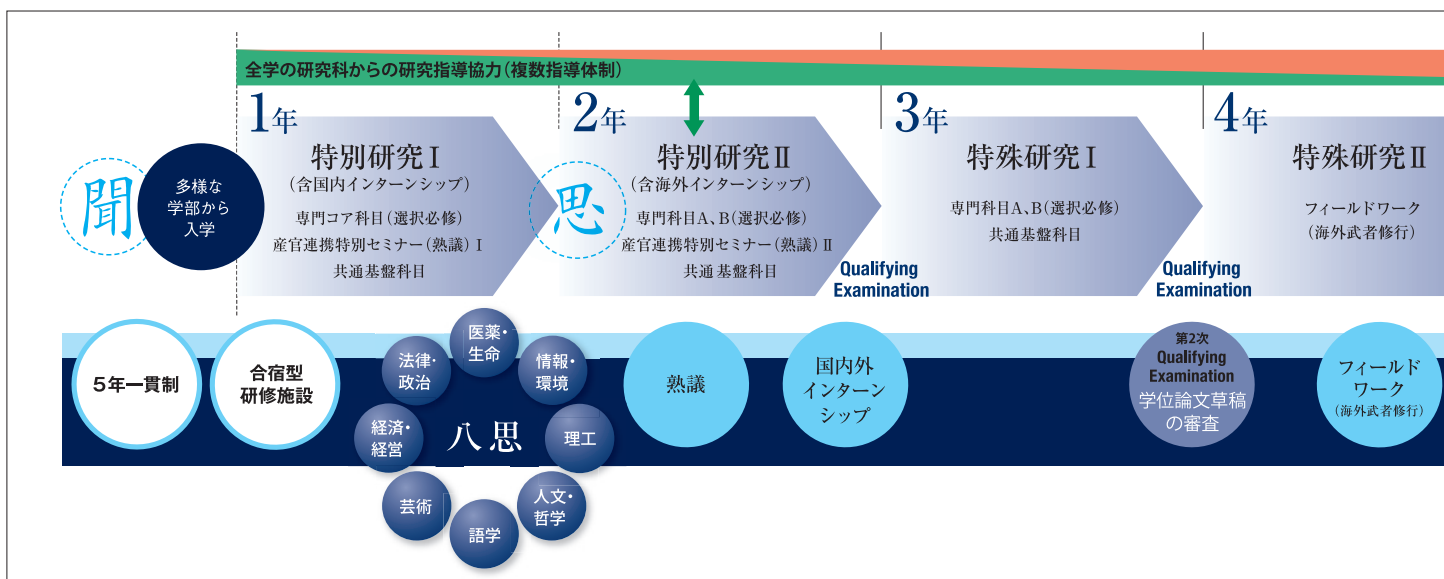 全学の研究科からの研究指導協力（複数指導体制）
聞
多様な
学部から
入学
1年
特別研究Ⅰ
（含国内インターンシップ）
専門コア科目（選択必修）
産官連携特別セミナー（熟議）Ⅰ
共通基盤科目
思
2年
特別研究Ⅱ
（含海外インターンシップ）
専門科目A、B（選択必修）
産官連携特別セミナー（熟議）Ⅱ
共通基盤科目
Qualifying
Examination
3年
特殊研究Ⅰ
専門科目A、B（選択必修）
共通基盤科目
Qualifying
Examination
4年
特殊研究Ⅱ
フィールドワーク
（海外武者修行）
5年一貫制
合宿型
研修施設
八思
医薬・
生命
情報・
環境
理工
人文・
哲学
語学
芸術
経済・
経営
法律・
政治
熟議
国内外
インターン
シップ
第2次
Qualifying
Examination
学位論文草稿
の審査
フィールド
ワーク
（海外武者修行）